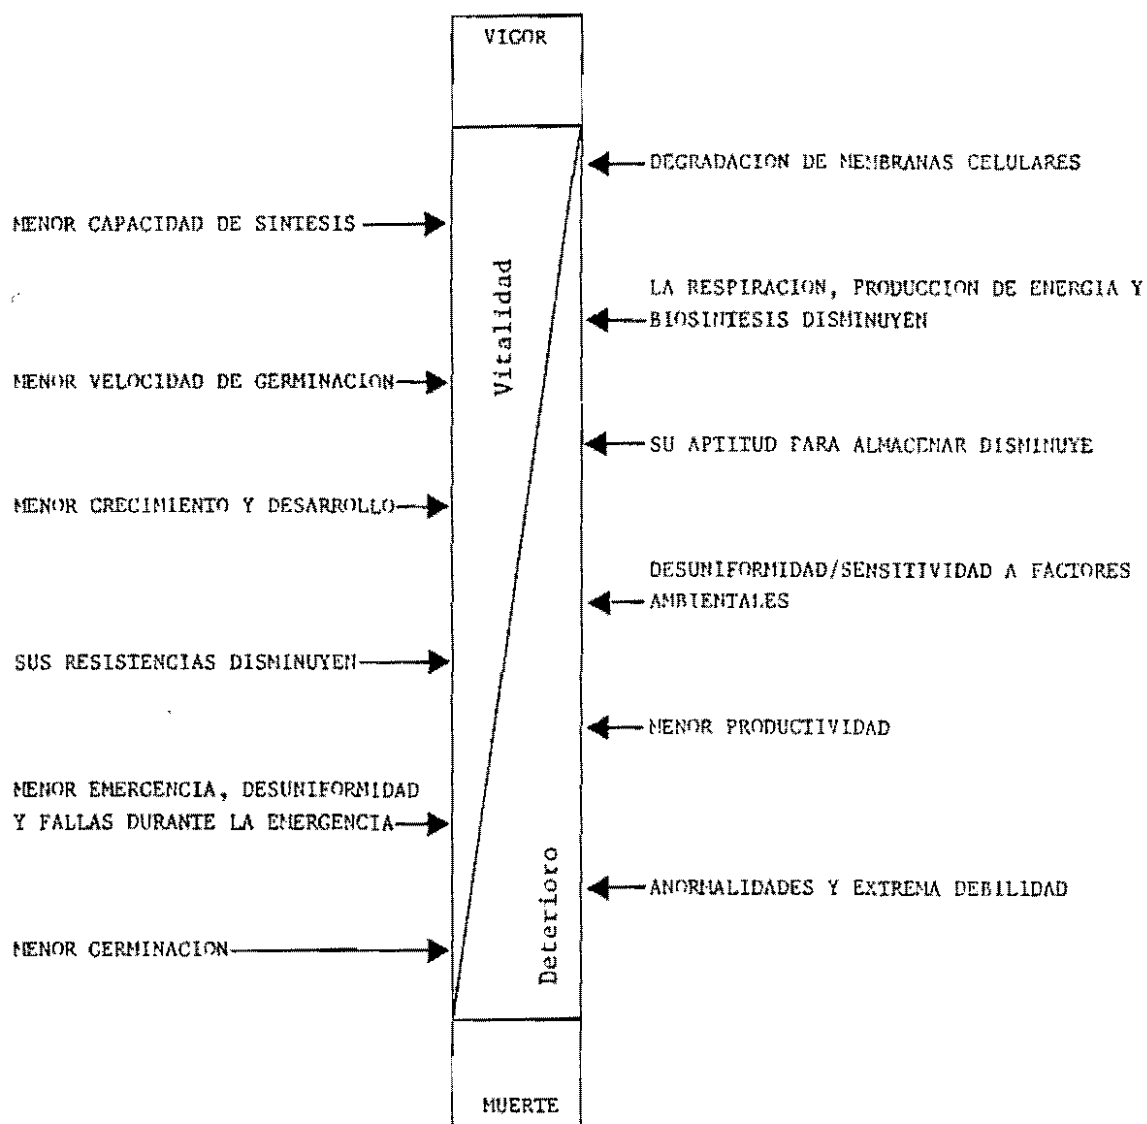 VIGOR
DEGRADACION DE MEMBRANAS CELULARES
MENOR CAPACIDAD DE SINTESIS
LA RESPIRACION, PRODUCCION DE ENERGIA Y
BIOSINTESIS DISMINUYEN
Vitalidad
MENOR VELOCIDAD DE GERMINACION
SU APTITUD PARA ALMACENAR DISMINUYE
MENOR CRECIMIENTO Y DESARROLLO
DESUNIFORMIDAD/SENSITIVIDAD A FACTORES
AMBIENTALES
SUS RESISTENCIAS DISMINUYEN
MENOR PRODUCTIVIDAD
MENOR EMERGENCIA, DESUNIFORMIDAD
Y FALLAS DURANTE LA EMERGENCIA
Deterioro
ANORMALIDADES Y EXTREMA DEBILIDAD
MENOR GERMINACION
MUERTE